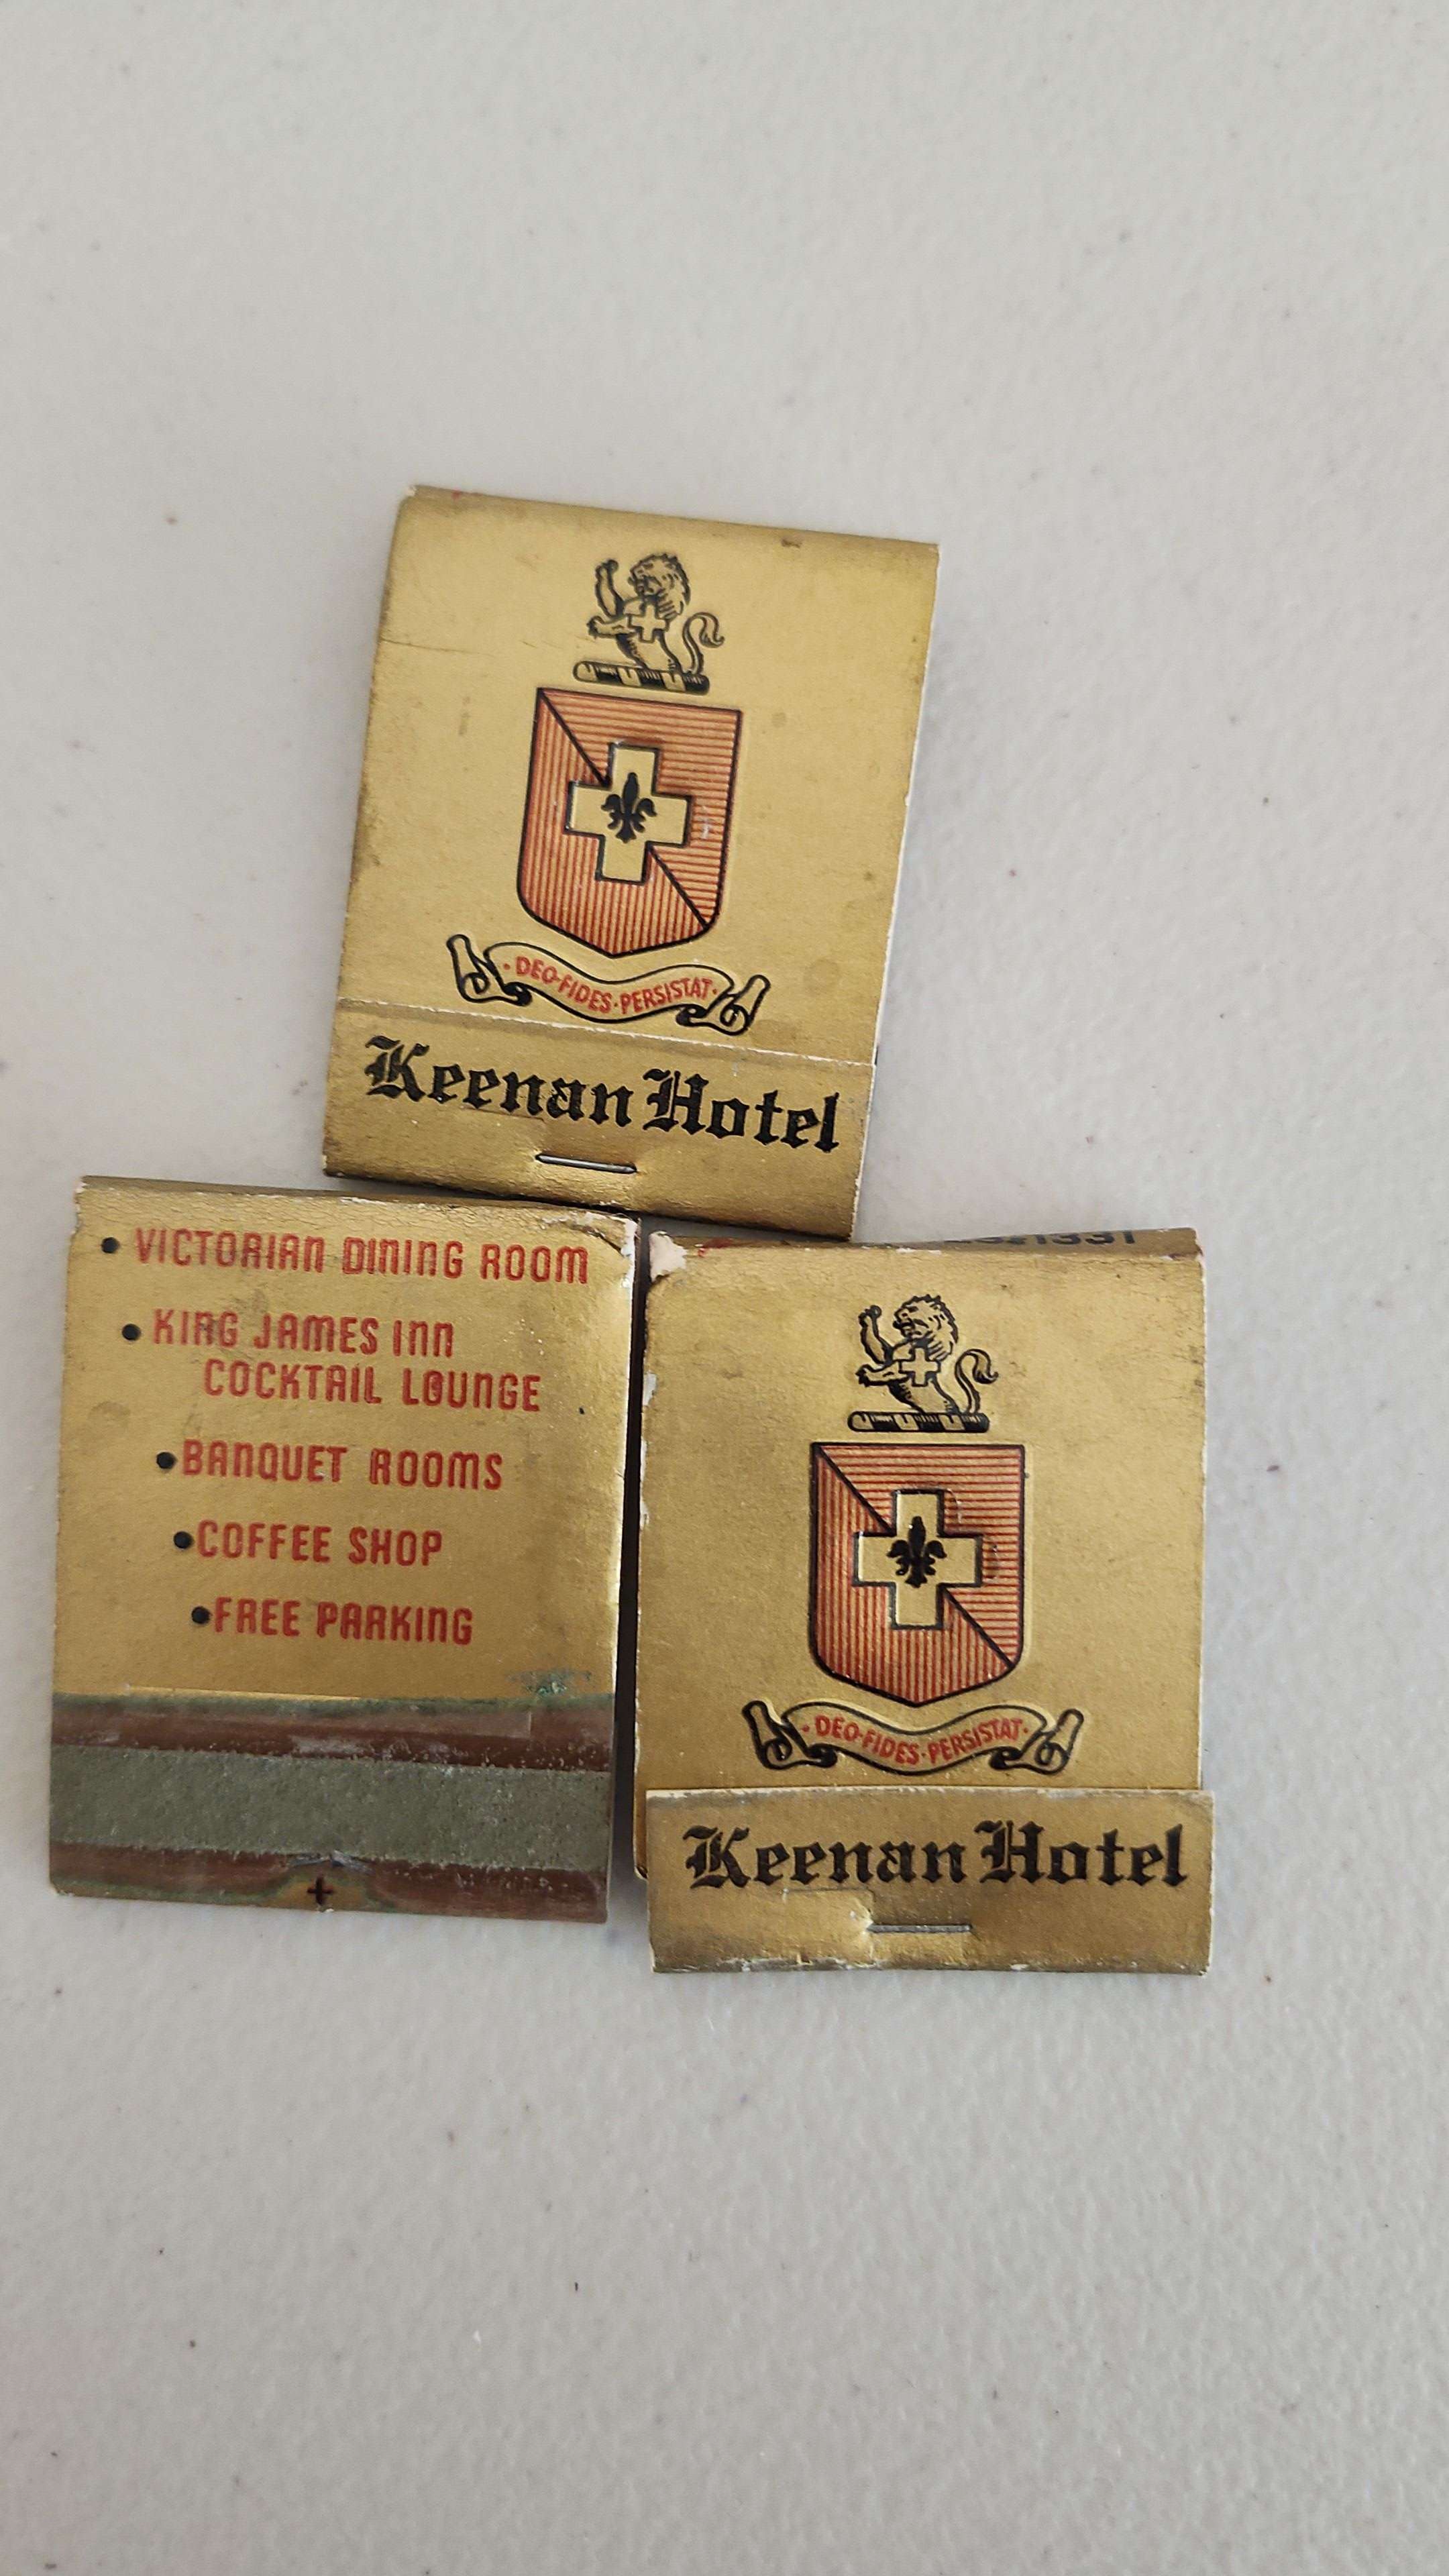 ·DEO·FIDES·PERSISTAT·
Keenan Hotel
• VICTORIAN DINING ROOM
• KING JAMES INN
COCKTAIL LOUNGE
• BANQUET ROOMS
• COFFEE SHOP
• FREE PARKING
·DEO·FIDES·PERSISTAT·
Keenan Hotel